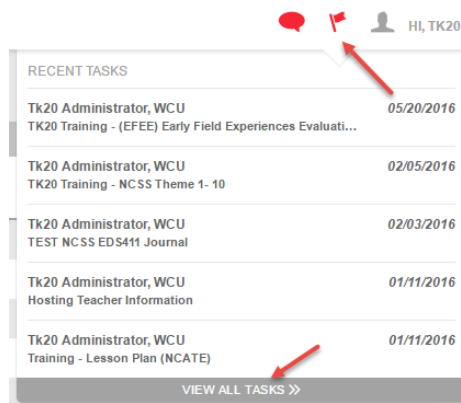 HI, TK20
RECENT TASKS
Tk20 Administrator, WCU 05/20/2016
TK20 Training - (EFEE) Early Field Experiences Evaluati...
Tk20 Administrator, WCU 02/05/2016
TK20 Training - NCSS Theme 1- 10
Tk20 Administrator, WCU 02/03/2016
TEST NCSS EDS411 Journal
Tk20 Administrator, WCU 01/11/2016
Hosting Teacher Information
Tk20 Administrator, WCU 01/11/2016
Training - Lesson Plan (NCATE)
VIEW ALL TASKS »